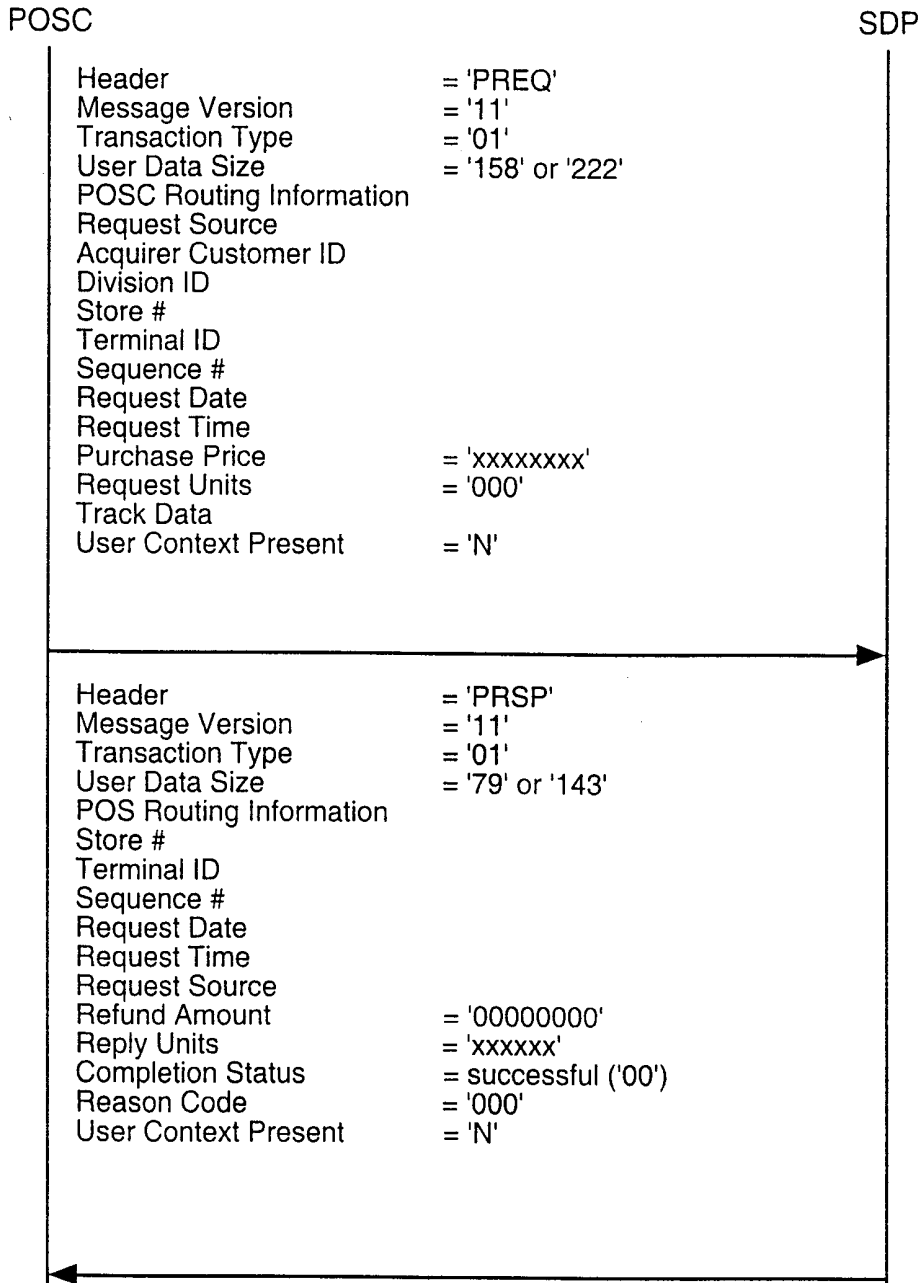 POSC SDP
Header = 'PREQ'
Message Version = '11'
Transaction Type = '01'
User Data Size = '158' or '222'
POSC Routing Information
Request Source
Acquirer Customer ID
Division ID
Store #
Terminal ID
Sequence #
Request Date
Request Time
Purchase Price = 'xxxxxxxx'
Request Units = '000'
Track Data
User Context Present = 'N'
Header = 'PRSP'
Message Version = '11'
Transaction Type = '01'
User Data Size = '79' or '143'
POS Routing Information
Store #
Terminal ID
Sequence #
Request Date
Request Time
Request Source
Refund Amount = '00000000'
Reply Units = 'xxxxxx'
Completion Status = successful ('00')
Reason Code = '000'
User Context Present = 'N'